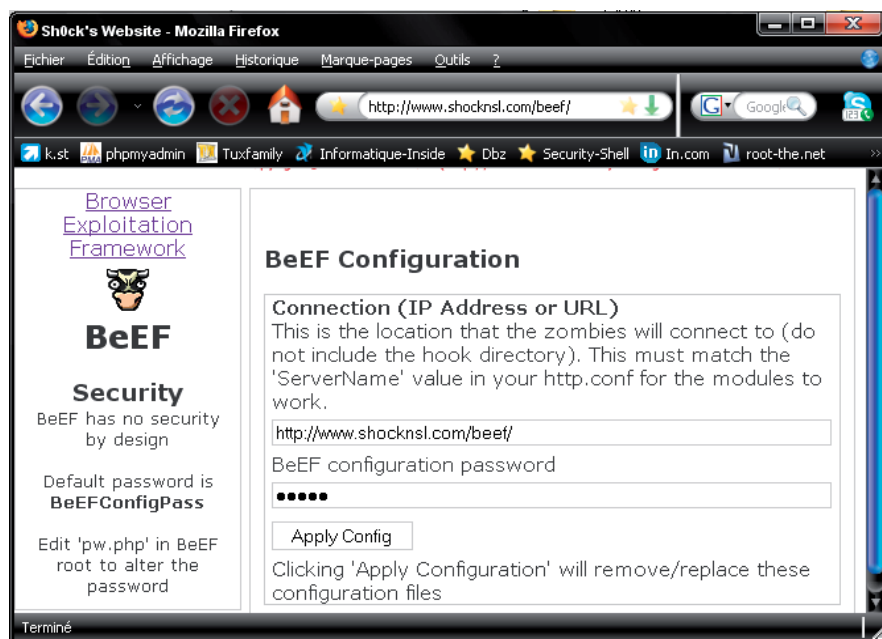 Sh0ck's Website - Mozilla Firefox
Fichier Édition Affichage Historique Marque-pages Outils ?
http://www.shocknsl.com/beef/
G Google
123
k.st phpmyadmin Tuxfamily Informatique-Inside Dbz Security-Shell in In.com root-the.net »
PMA
Browser
Exploitation
Framework
BeEF
Security
BeEF has no security
by design
Default password is
BeEFConfigPass
Edit 'pw.php' in BeEF
root to alter the
password
BeEF Configuration
Connection (IP Address or URL)
This is the location that the zombies will connect to (do
not include the hook directory). This must match the
'ServerName' value in your http.conf for the modules to
work.
http://www.shocknsl.com/beef/
BeEF configuration password
●●●●●
Apply Config
Clicking 'Apply Configuration' will remove/replace these
configuration files
Terminé